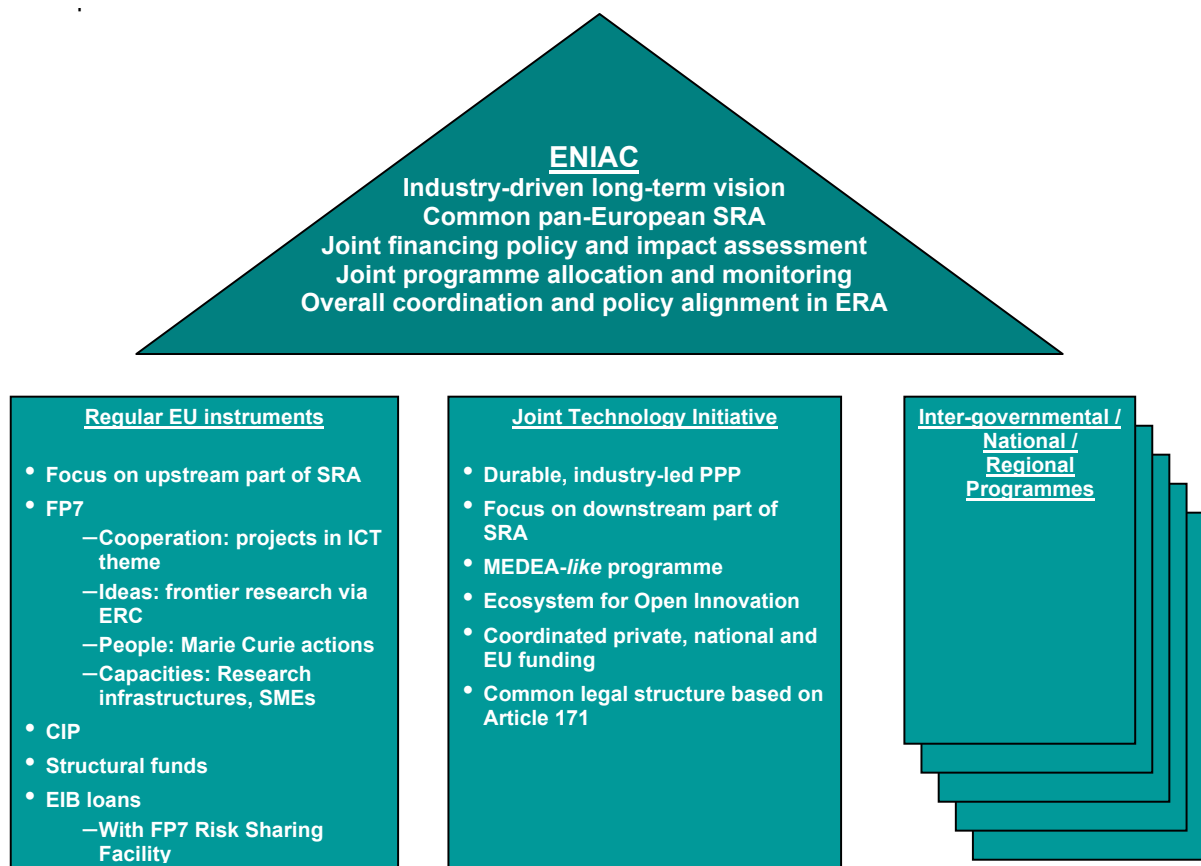 ENIAC
Industry-driven long-term vision
Common pan-European SRA
Joint financing policy and impact assessment
Joint programme allocation and monitoring
Overall coordination and policy alignment in ERA
Regular EU instruments
• Focus on upstream part of SRA
• FP7
–Cooperation: projects in ICT
theme
–Ideas: frontier research via
ERC
–People: Marie Curie actions
–Capacities: Research
infrastructures, SMEs
• CIP
• Structural funds
• EIB loans
–With FP7 Risk Sharing
Facility
Joint Technology Initiative
• Durable, industry-led PPP
• Focus on downstream part of
SRA
• MEDEA-like programme
• Ecosystem for Open Innovation
• Coordinated private, national and
EU funding
• Common legal structure based on
Article 171
Inter-governmental /
National /
Regional
Programmes